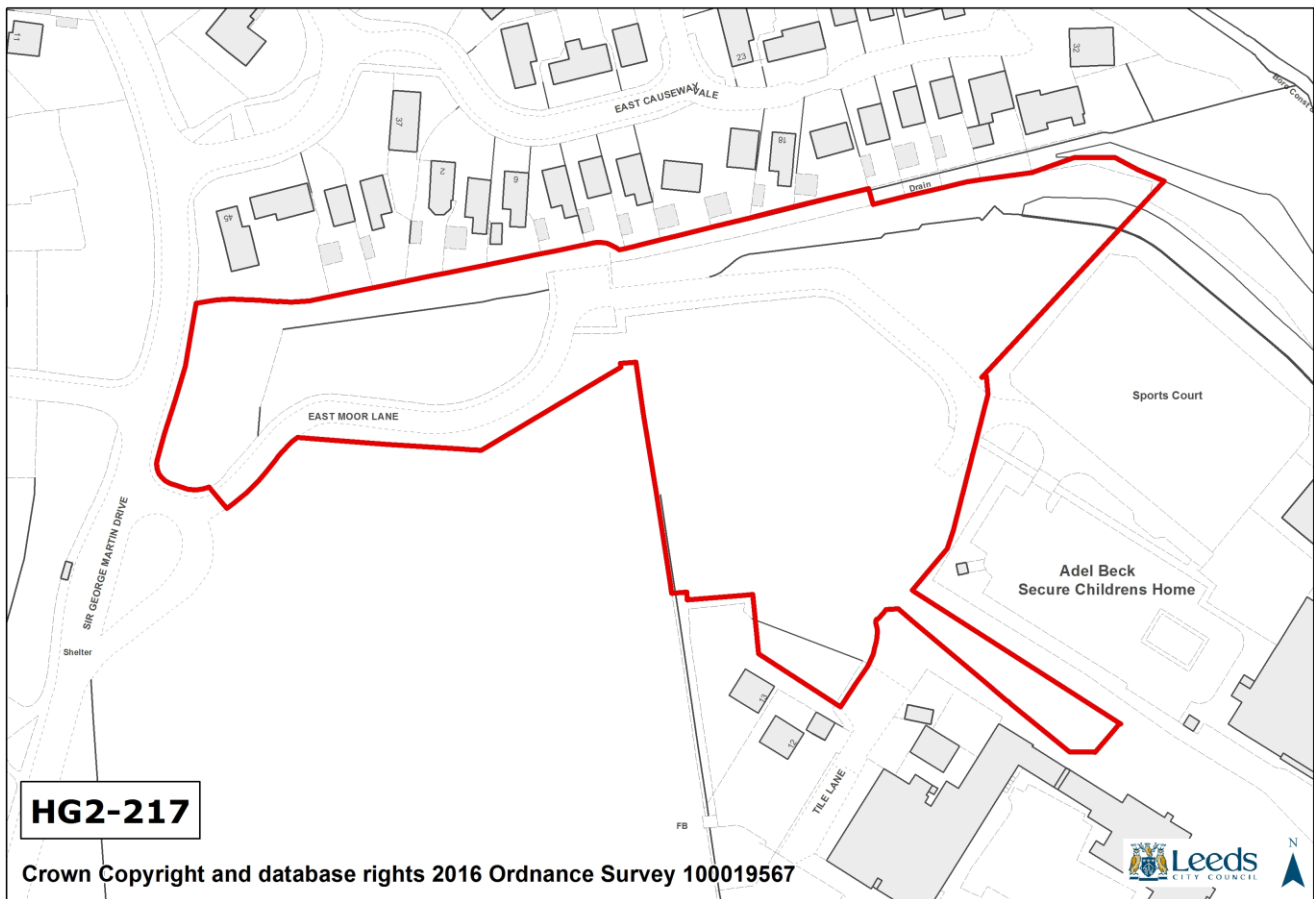 11
23
32
EAST CAUSEWAY VALE
37
18
2
6
45
Drain
EAST MOOR LANE
Sports Court
SIR GEORGE MARTIN DRIVE
Adel Beck
Secure Childrens Home
Shelter
13
12
TILE LANE
FB
HG2-217
Crown Copyright and database rights 2016 Ordnance Survey 100019567
Leeds
CITY COUNCIL
N